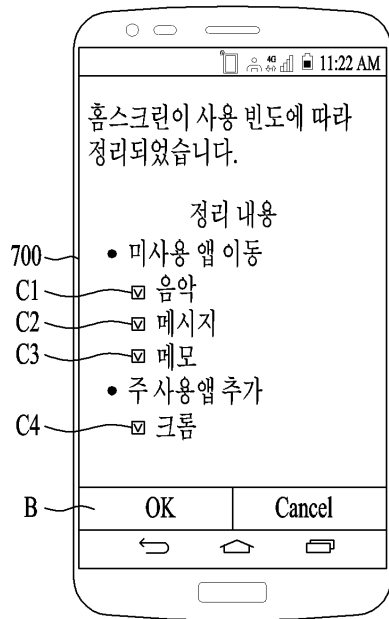 4G 11:22 AM
홈스크린이 사용 빈도에 따라
정리되었습니다.
정리 내용
700
• 미사용 앱 이동
C1 ☑ 음악
C2 ☑ 메시지
C3 ☑ 메모
• 주 사용앱 추가
C4 ☑ 크롬
B OK Cancel